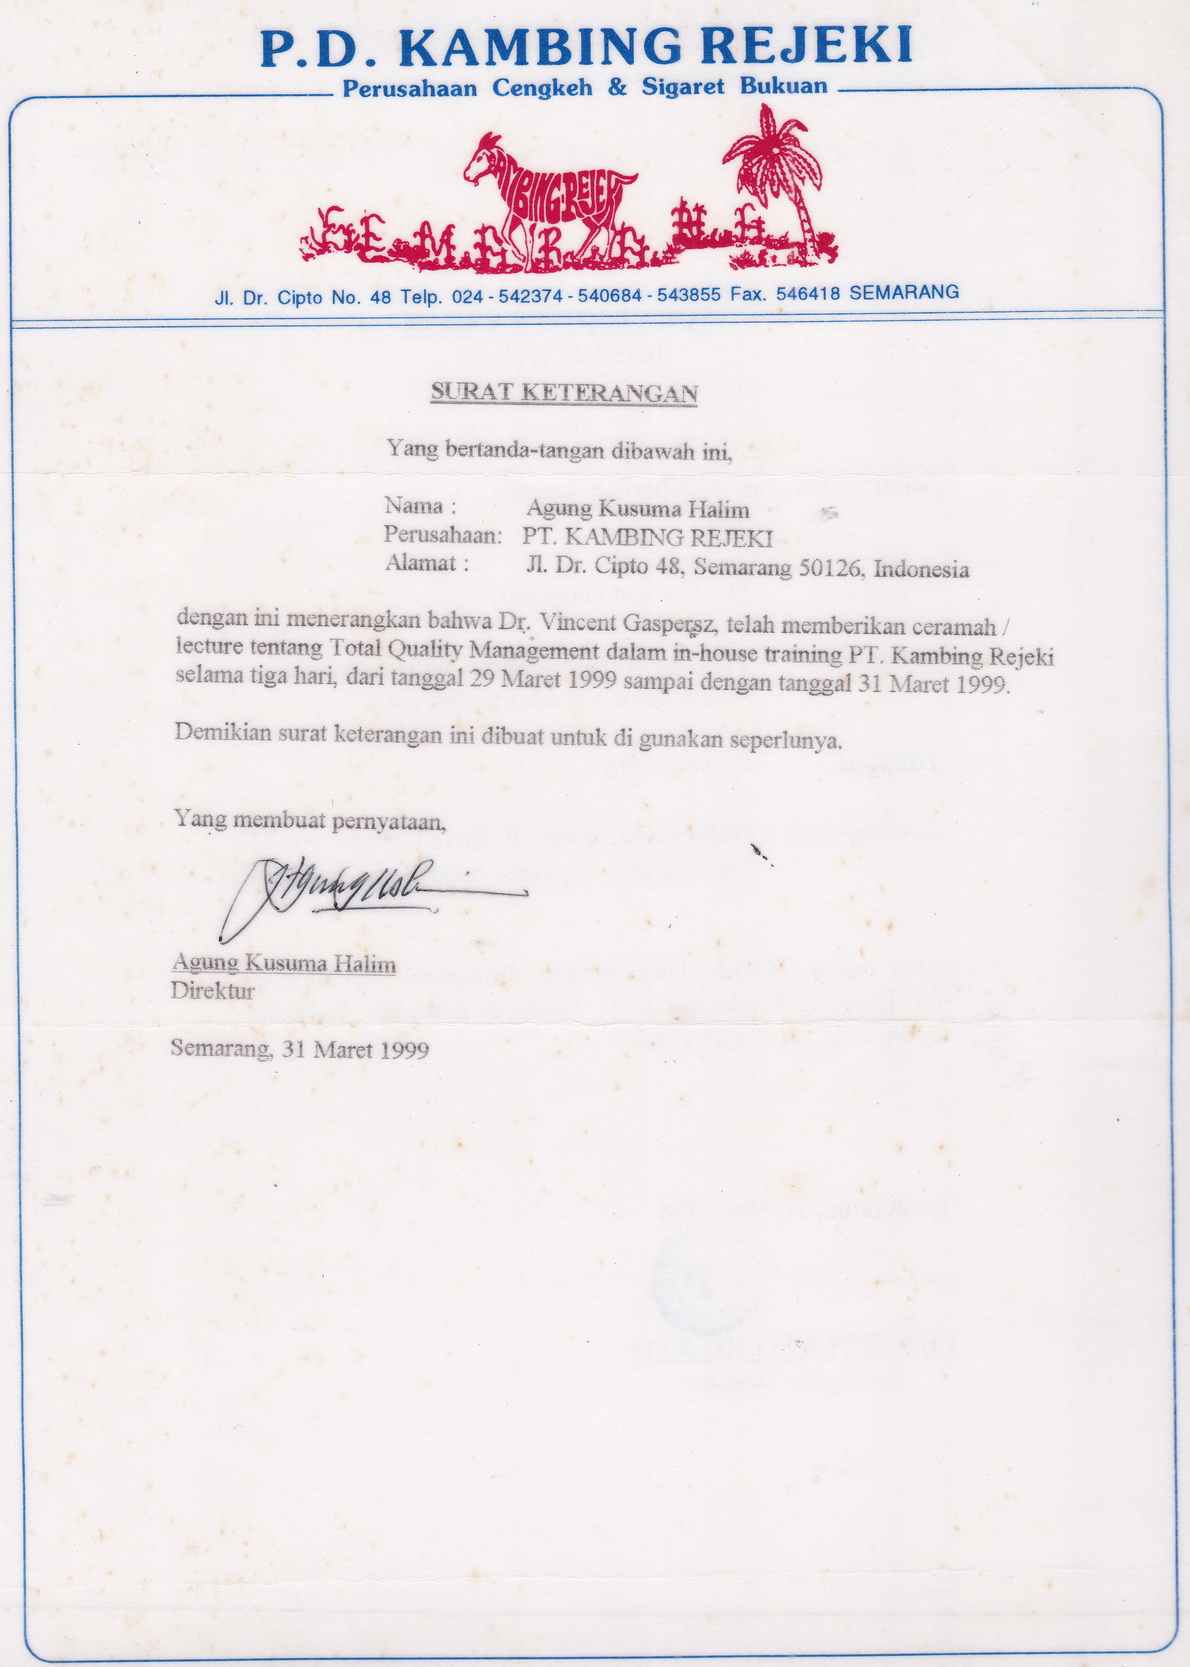 P.D. KAMBING REJEKI
Perusahaan Cengkeh & Sigaret Bukuan
KAMBING-REJEKI
SEMARANG
Jl. Dr. Cipto No. 48 Telp. 024 - 542374 - 540684 - 543855 Fax. 546418 SEMARANG
SURAT KETERANGAN
Yang bertanda-tangan dibawah ini,
Nama : Agung Kusuma Halim
Perusahaan: PT. KAMBING REJEKI
Alamat : Jl. Dr. Cipto 48, Semarang 50126, Indonesia
dengan ini menerangkan bahwa Dr. Vincent Gaspersz, telah memberikan ceramah /
lecture tentang Total Quality Management dalam in-house training PT. Kambing Rejeki
selama tiga hari, dari tanggal 29 Maret 1999 sampai dengan tanggal 31 Maret 1999.
Demikian surat keterangan ini dibuat untuk di gunakan seperlunya.
Yang membuat pernyataan,
Agung Kusuma Halim
Direktur
Semarang, 31 Maret 1999